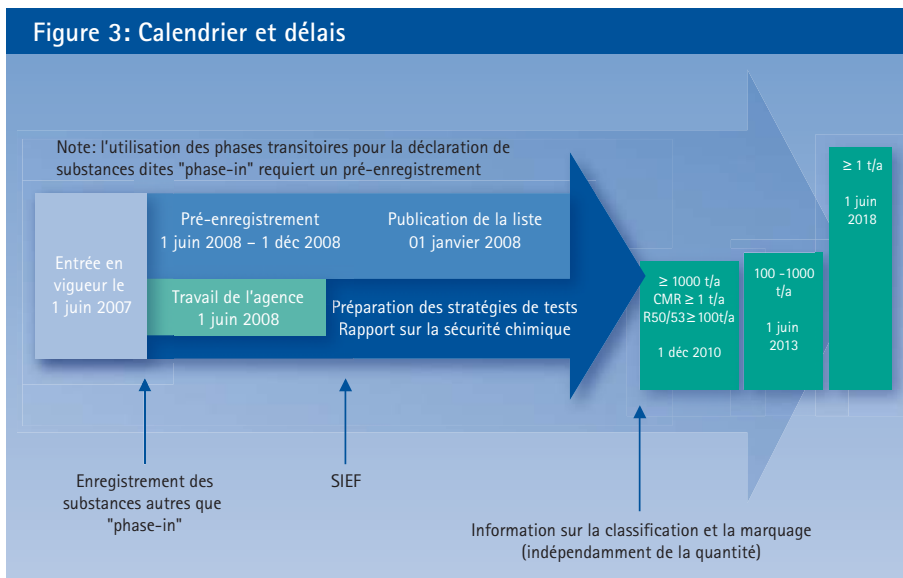 Figure 3: Calendrier et délais
Note: l'utilisation des phases transitoires pour la déclaration de
substances dites "phase-in" requiert un pré-enregistrement
Entrée en
vigueur le
1 juin 2007
Pré-enregistrement
1 juin 2008 – 1 déc 2008
Publication de la liste
01 janvier 2008
Travail de l'agence
1 juin 2008
Préparation des stratégies de tests
Rapport sur la sécurité chimique
≥ 1000 t/a
CMR ≥ 1 t/a
R50/53≥100t/a
1 déc 2010
100 -1000
t/a
1 juin
2013
≥ 1 t/a
1 juin
2018
Enregistrement des
substances autres que
"phase-in"
SIEF
Information sur la classification et la marquage
(indépendamment de la quantité)